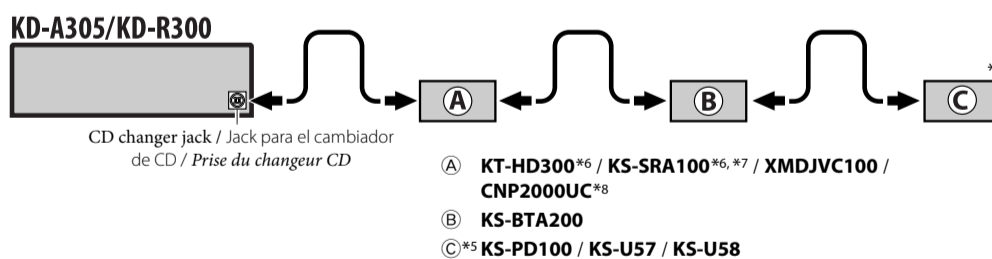 KD-A305/KD-R300
A
B
*
C
CD changer jack / Jack para el cambiador
de CD / Prise du changeur CD
Ⓐ KT-HD300*6 / KS-SRA100*6, *7 / XMDJVC100 /
CNP2000UC*8
Ⓑ KS-BTA200
Ⓒ*5 KS-PD100 / KS-U57 / KS-U58